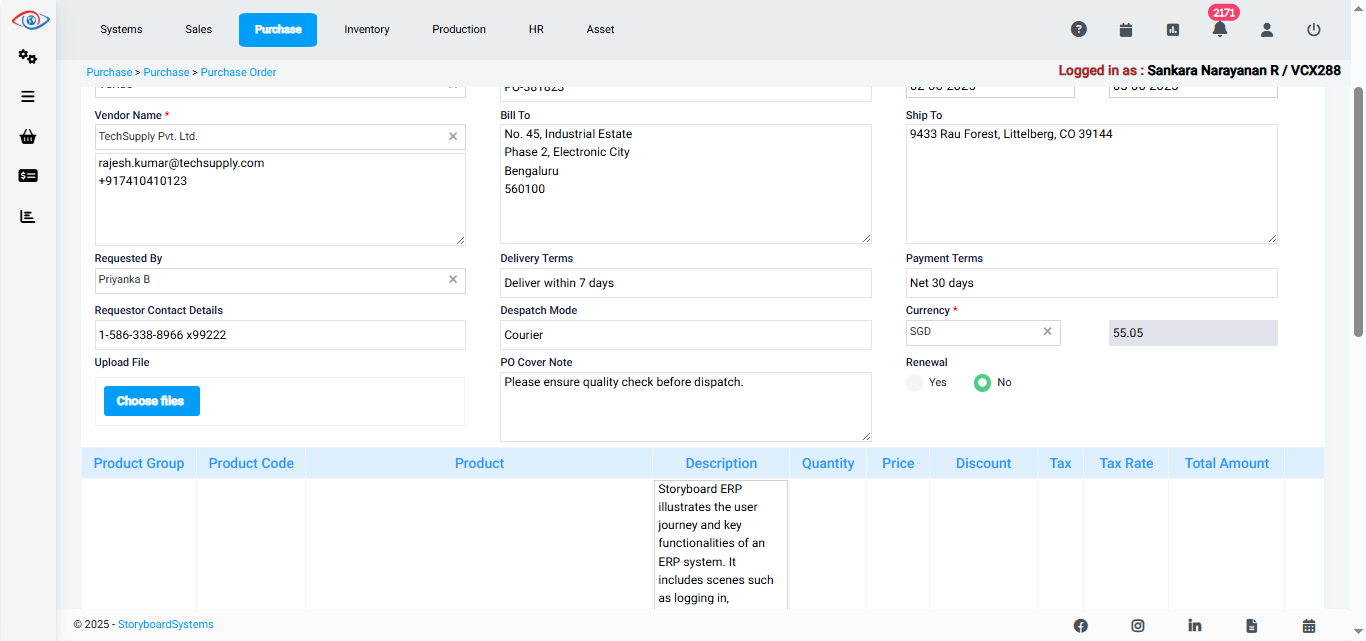 Systems Sales Purchase Inventory Production HR Asset 2171
Purchase > Purchase > Purchase Order
Logged in as : Sankara Narayanan R / VCX288
PO-381823
Vendor Name *
TechSupply Pvt. Ltd.
rajesh.kumar@techsupply.com
+917410410123
Bill To
No. 45, Industrial Estate
Phase 2, Electronic City
Bengaluru
560100
Ship To
9433 Rau Forest, Littelberg, CO 39144
Requested By
Priyanka B
Delivery Terms
Deliver within 7 days
Payment Terms
Net 30 days
Requestor Contact Details
1-586-338-8966 x99222
Despatch Mode
Courier
Currency *
SGD
55.05
Upload File
Choose files
PO Cover Note
Please ensure quality check before dispatch.
Renewal
Yes No
Product Group Product Code Product Description Quantity Price Discount Tax Tax Rate Total Amount
Storyboard ERP
illustrates the user
journey and key
functionalities of an
ERP system. It
includes scenes such
as logging in,
© 2025 - StoryboardSystems